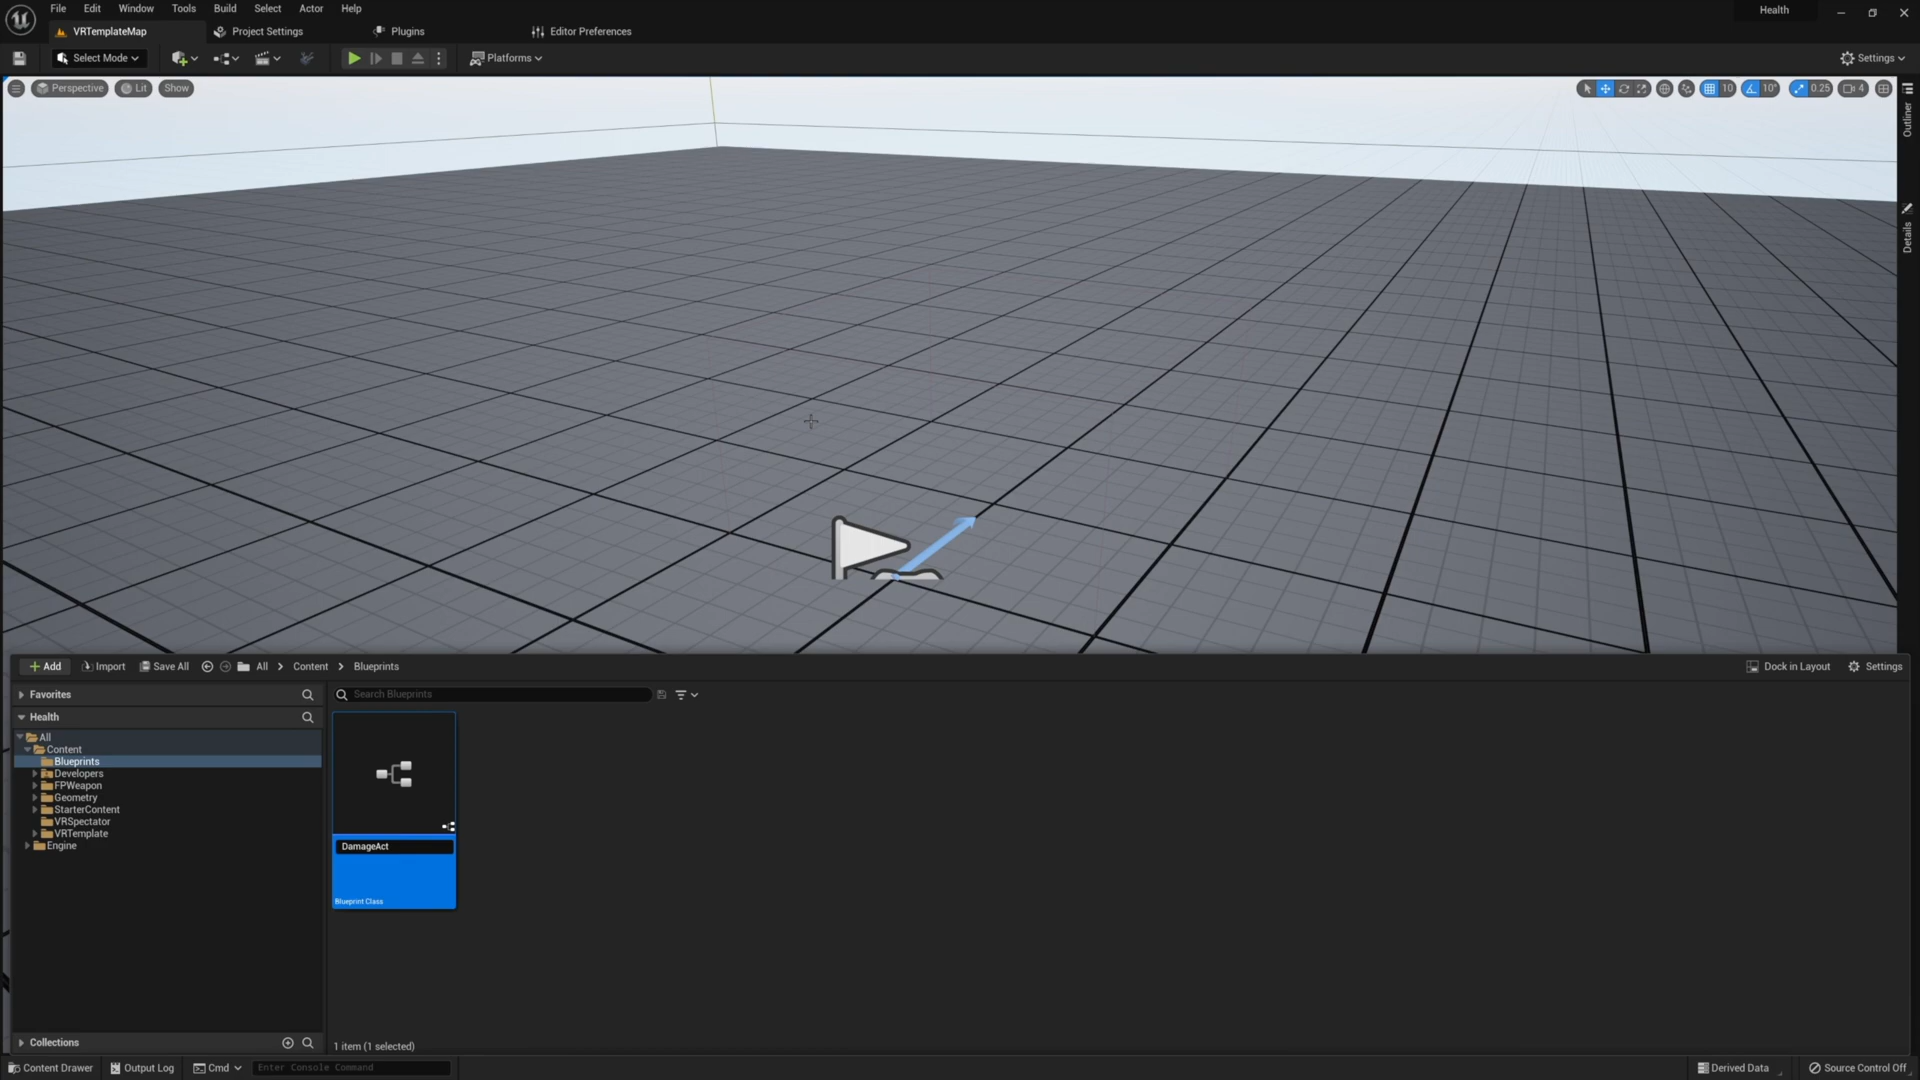 File Edit Window Tools Build Select Actor Help
Health
VRTemplateMap Project Settings Plugins Editor Preferences
Select Mode Platforms Settings
Perspective Lit Show
10 10° 0.25 4
Outliner
Details
Add Import Save All All Content Blueprints
Dock in Layout Settings
Favorites
Search Blueprints
Health
All
Content
Blueprints
Developers
FPWeapon
Geometry
StarterContent
VRSpectator
VRTemplate
Engine
DamageAct
Blueprint Class
Collections
1 item (1 selected)
Content Drawer Output Log Cmd Enter Console Command
Derived Data Source Control Off